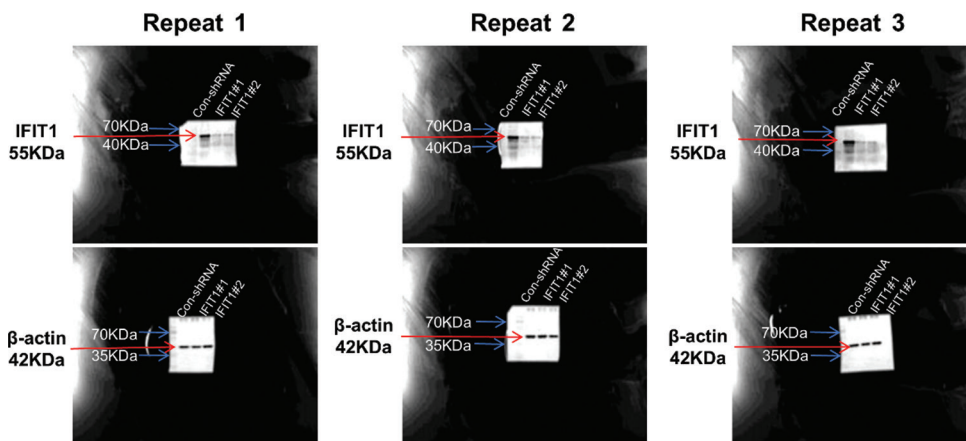 Repeat 1
Repeat 2
Repeat 3
Con-shRNA
IFIT1#1
IFIT1#2
70KDa
40KDa
IFIT1
55KDa
Con-shRNA
IFIT1#1
IFIT1#2
70KDa
40KDa
IFIT1
55KDa
Con-shRNA
IFIT1#1
IFIT1#2
70KDa
40KDa
IFIT1
55KDa
Con-shRNA
IFIT1#1
IFIT1#2
70KDa
35KDa
β-actin
42KDa
Con-shRNA
IFIT1#1
IFIT1#2
70KDa
35KDa
β-actin
42KDa
Con-shRNA
IFIT1#1
IFIT1#2
70KDa
35KDa
β-actin
42KDa